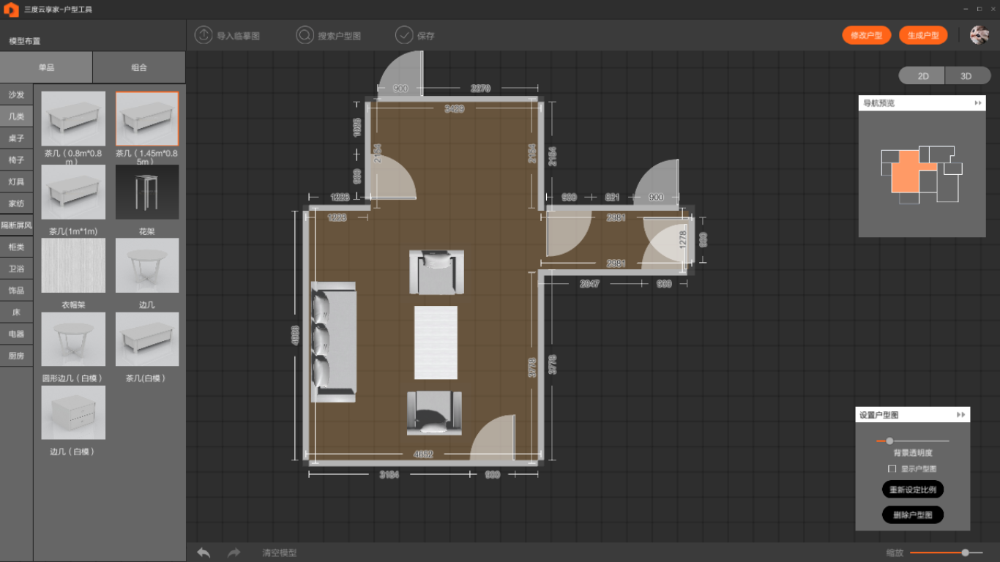 三度云享家-户型工具
模型布置
导入临摹图
搜索户型图
保存
修改户型
生成户型
单品
组合
2D
3D
沙发
几类
桌子
椅子
灯具
家纺
隔断屏风
柜类
卫浴
饰品
床
电器
厨房
茶几（0.8m*0.8
m）
茶几（1.45m*0.8
5m）
茶几(1m*1m)
花架
衣帽架
边几
圆形边几（白模）
茶几(白模）
边几（白模）
900
2270
3429
2154
2154
2154
1223
1223
900
821
900
2981
1278
2981
2047
900
3778
3778
4652
3184
900
导航预览
设置户型图
背景透明度
显示户型图
重新设定比例
删除户型图
清空模型
缩放